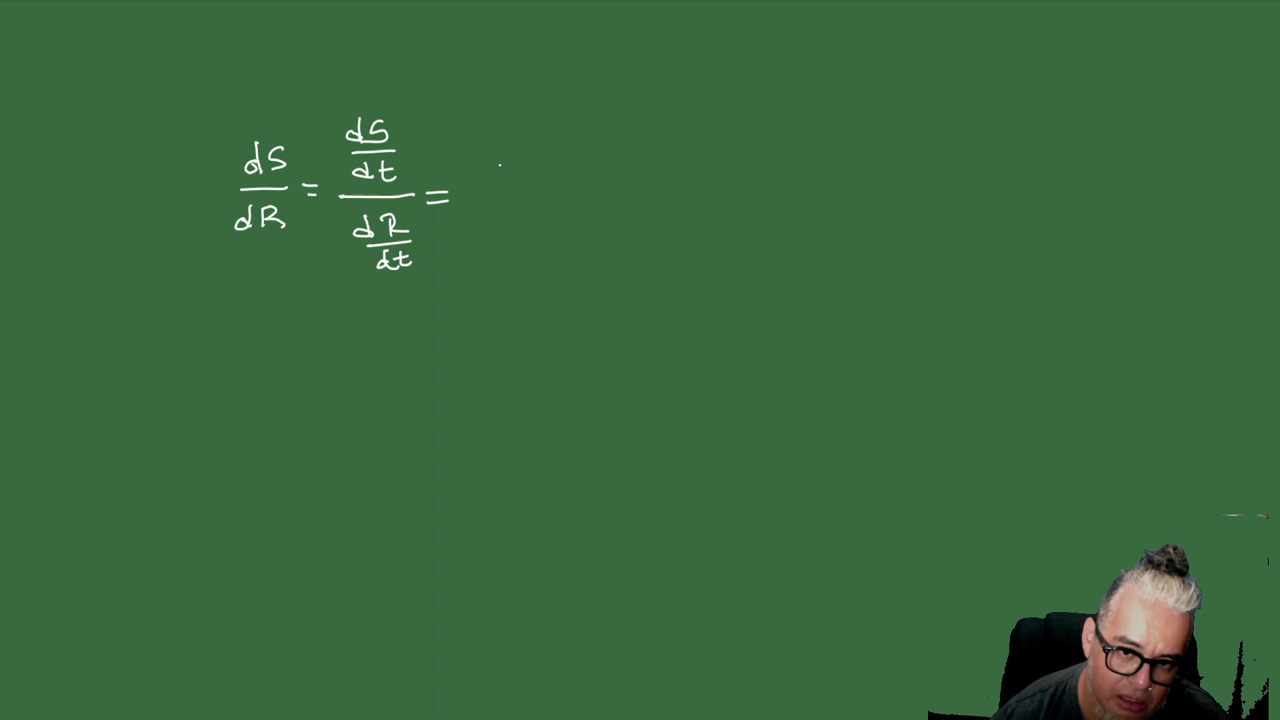 dS/dR = (dS/dt)/(dR/dt) =